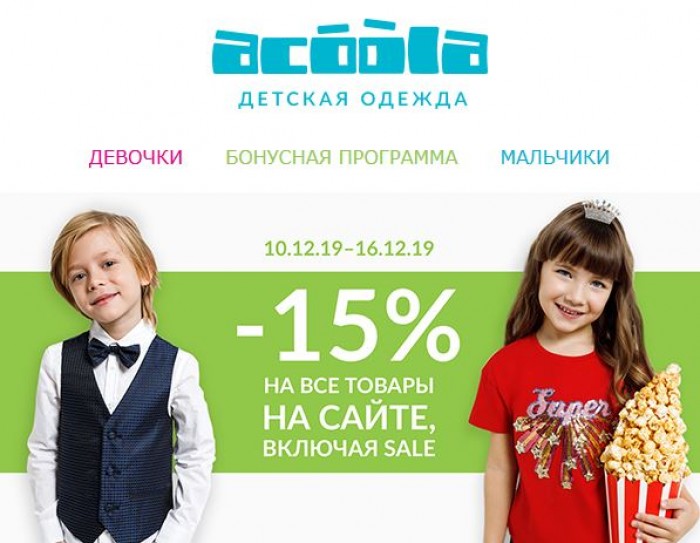 acóòla
ДЕТСКАЯ ОДЕЖДА
ДЕВОЧКИ БОНУСНАЯ ПРОГРАММА МАЛЬЧИКИ
10.12.19–16.12.19
-15%
НА ВСЕ ТОВАРЫ
НА САЙТЕ,
ВКЛЮЧАЯ SALE
Super